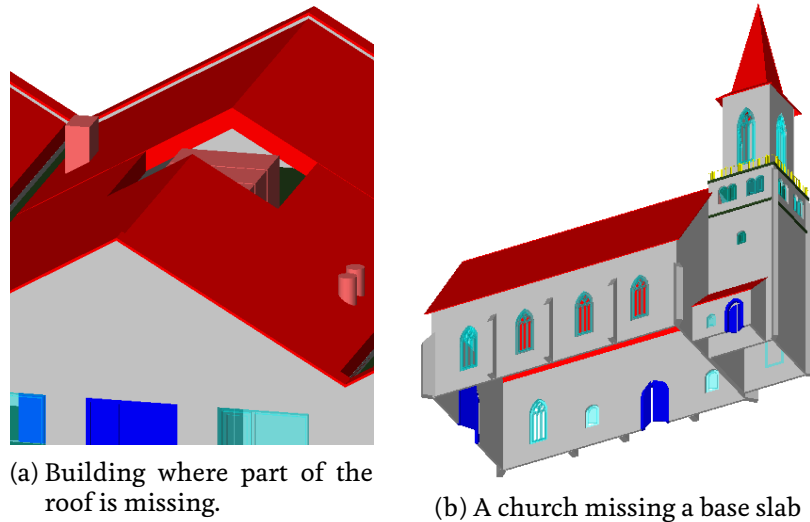 (a) Building where part of the
roof is missing.
(b) A church missing a base slab